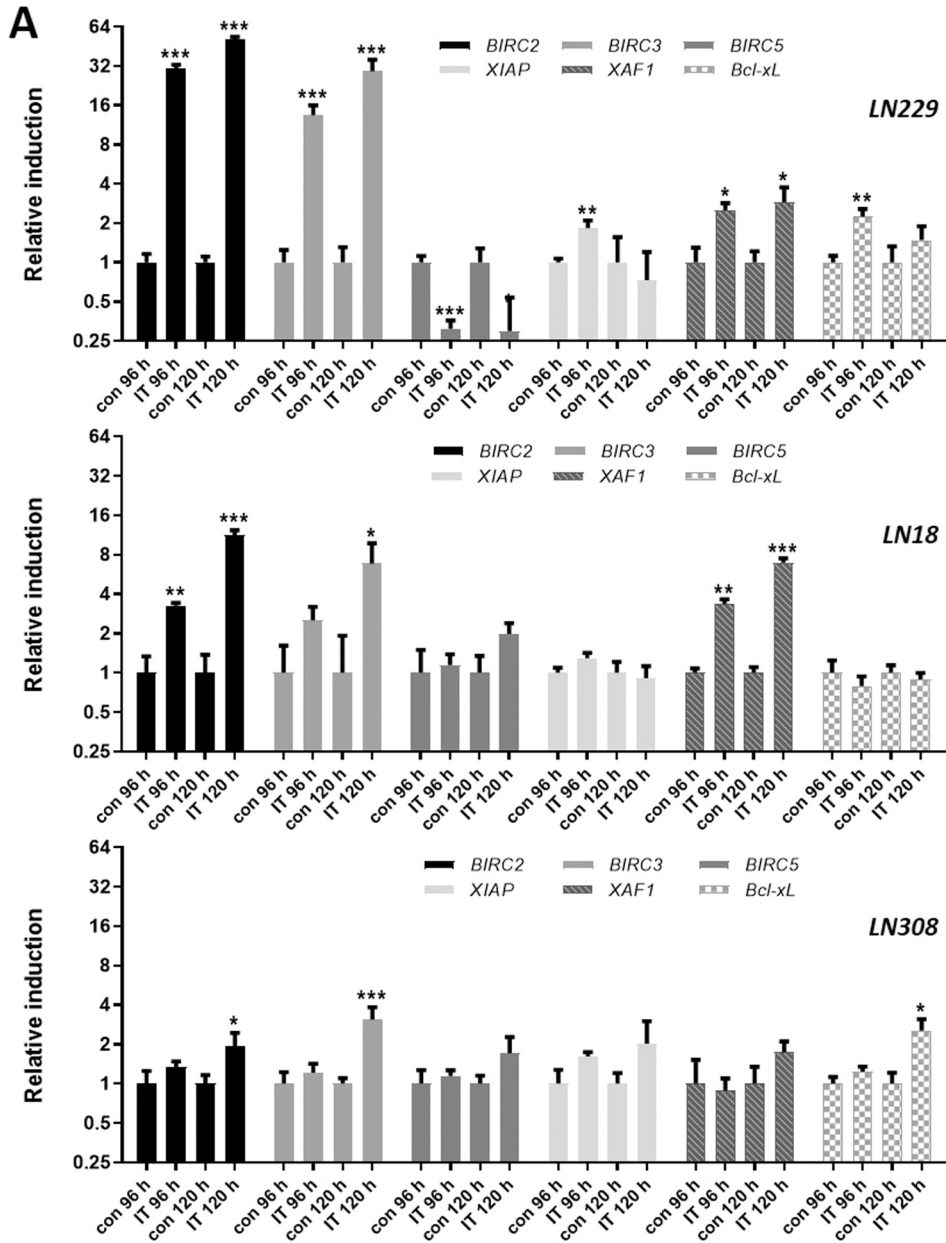 A
Relative induction
64
32
16
8
4
2
1
0.5
0.25
BIRC2 BIRC3 BIRC5
XIAP XAF1 Bcl-xL
LN229
*** *** *** *** *** ** * * **
con 96 h IT 96 h con 120 h IT 120 h con 96 h IT 96 h con 120 h IT 120 h con 96 h IT 96 h con 120 h IT 120 h con 96 h IT 96 h con 120 h IT 120 h con 96 h IT 96 h con 120 h IT 120 h con 96 h IT 96 h con 120 h IT 120 h
Relative induction
64
32
16
8
4
2
1
0.5
0.25
BIRC2 BIRC3 BIRC5
XIAP XAF1 Bcl-xL
LN18
** *** * ** ***
con 96 h IT 96 h con 120 h IT 120 h con 96 h IT 96 h con 120 h IT 120 h con 96 h IT 96 h con 120 h IT 120 h con 96 h IT 96 h con 120 h IT 120 h con 96 h IT 96 h con 120 h IT 120 h con 96 h IT 96 h con 120 h IT 120 h
Relative induction
64
32
16
8
4
2
1
0.5
0.25
BIRC2 BIRC3 BIRC5
XIAP XAF1 Bcl-xL
LN308
* *** *
con 96 h IT 96 h con 120 h IT 120 h con 96 h IT 96 h con 120 h IT 120 h con 96 h IT 96 h con 120 h IT 120 h con 96 h IT 96 h con 120 h IT 120 h con 96 h IT 96 h con 120 h IT 120 h con 96 h IT 96 h con 120 h IT 120 h